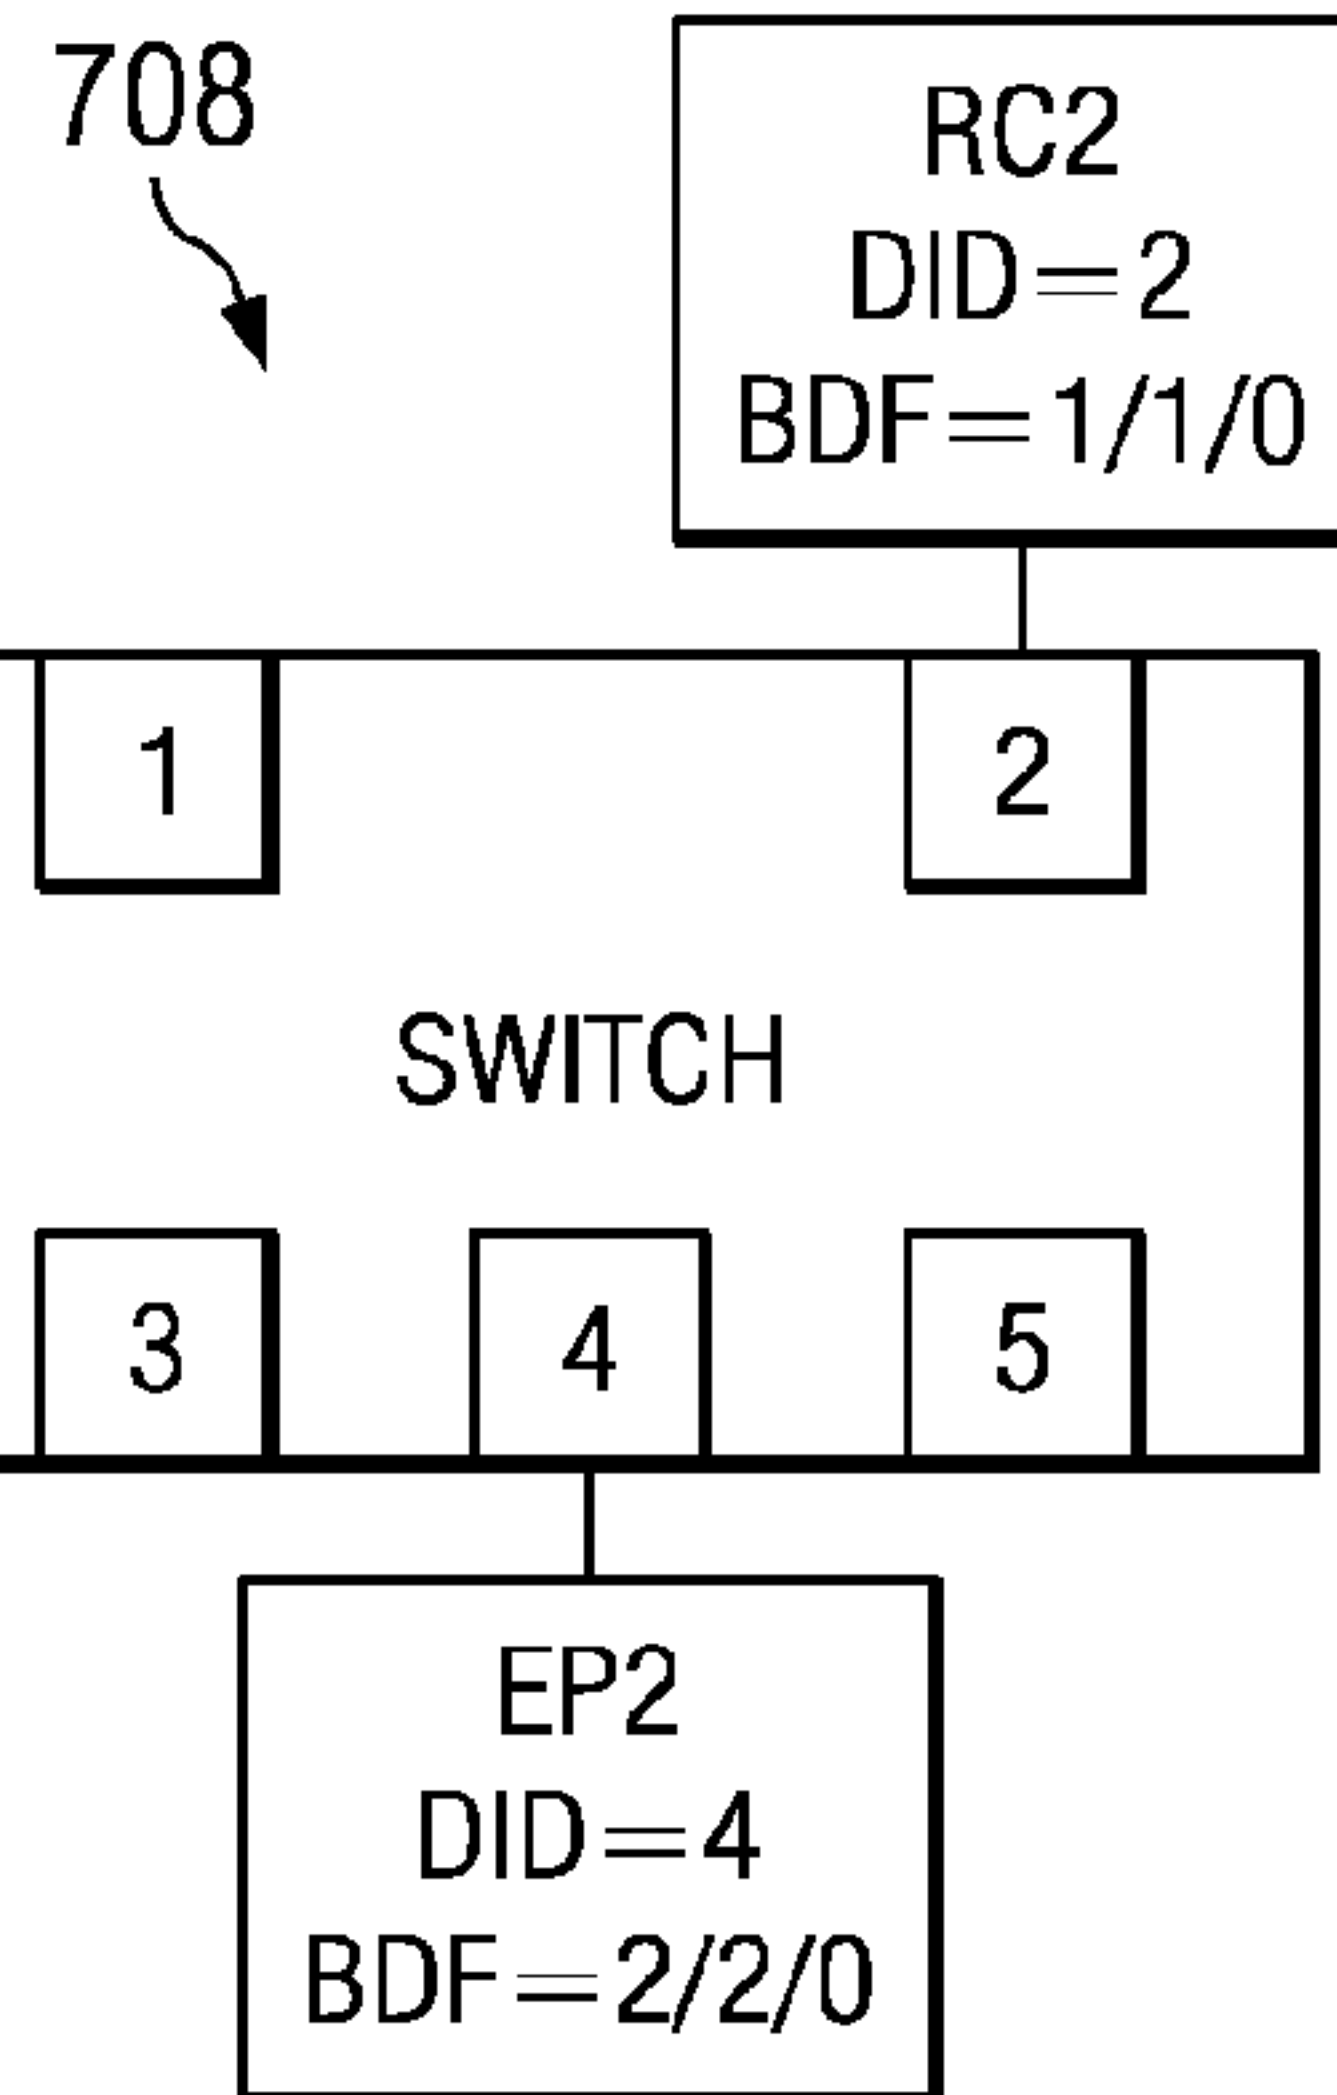 708
RC2
DID=2
BDF=1/1/0
1
2
SWITCH
3
4
5
EP2
DID=4
BDF=2/2/0